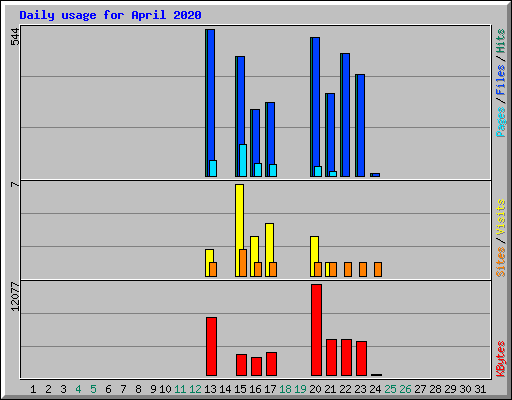 Daily usage for April 2020
544
7
12077
Pages / Files / Hits
Sites / Visits
KBytes
1 2 3 4 5 6 7 8 9 10 11 12 13 14 15 16 17 18 19 20 21 22 23 24 25 26 27 28 29 30 31